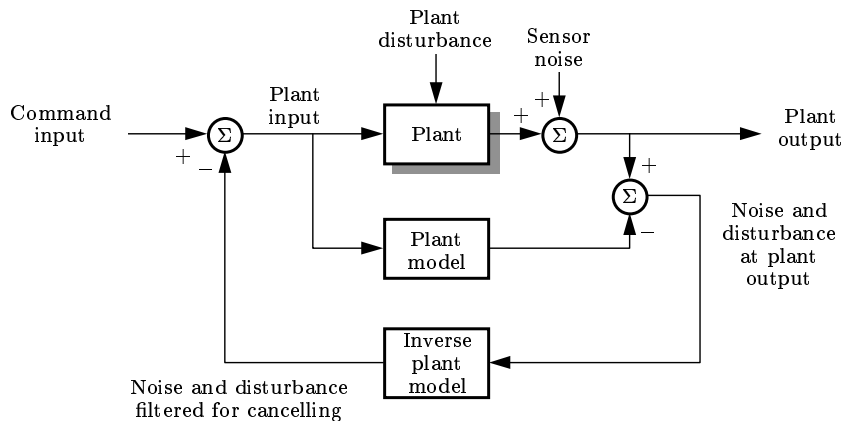 Plant
disturbance
Sensor
noise
Command
input
Plant
input
Plant
Plant
output
+
−
Σ
+
+
Σ
+
−
Σ
Plant
model
Noise and
disturbance
at plant
output
Inverse
plant
model
Noise and disturbance
filtered for cancelling